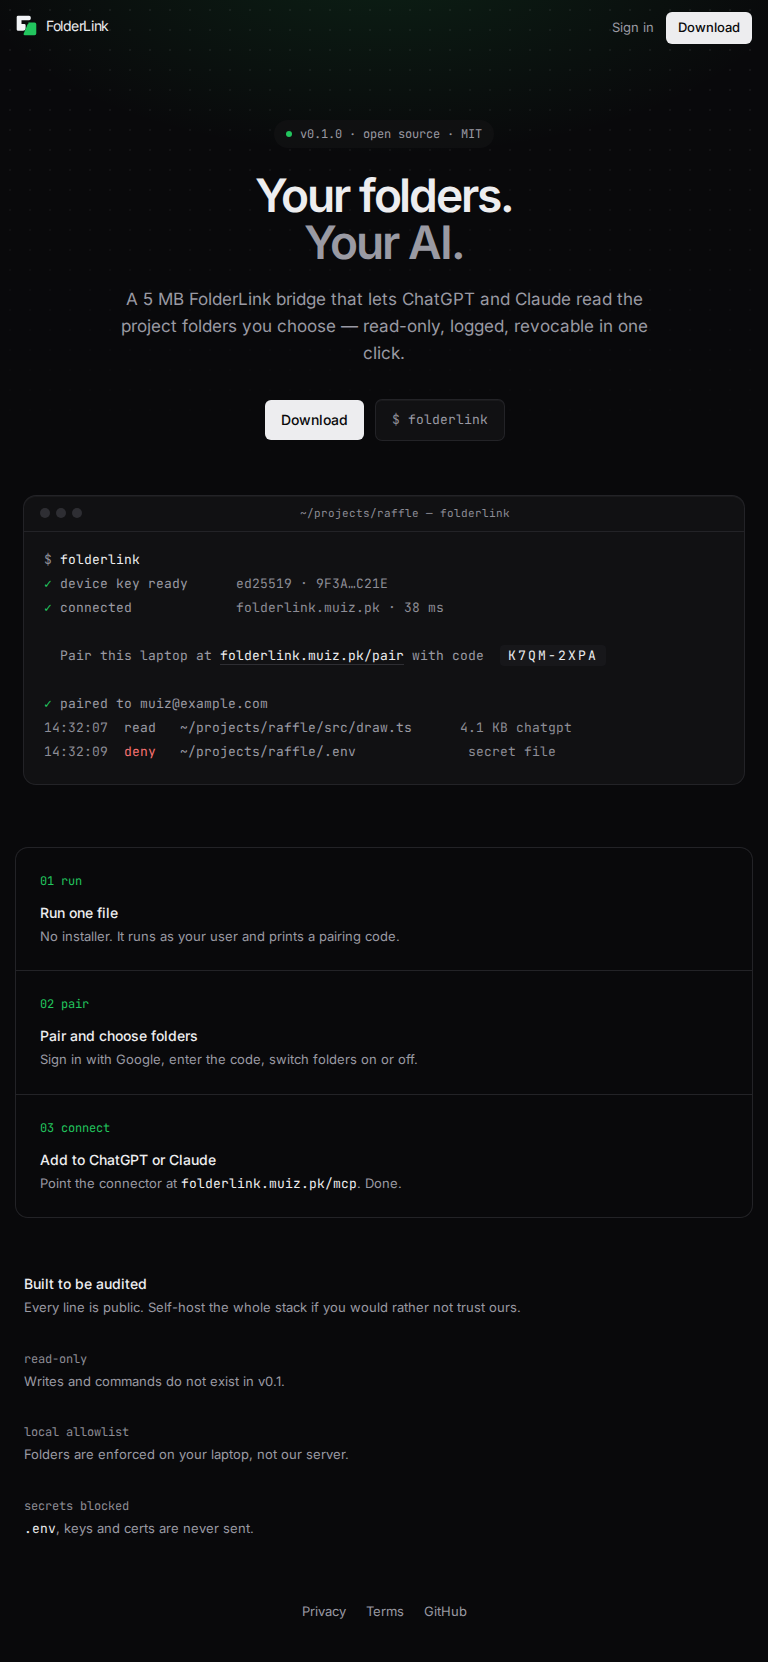 FolderLink
Sign in
Download
v0.1.0 · open source · MIT
Your folders.
Your AI.
A 5 MB FolderLink bridge that lets ChatGPT and Claude read the
project folders you choose — read-only, logged, revocable in one
click.
Download
$ folderlink
~/projects/raffle — folderlink
$ folderlink
✓ device key ready ed25519 · 9F3A…C21E
✓ connected folderlink.muiz.pk · 38 ms
Pair this laptop at folderlink.muiz.pk/pair with code K7QM-2XPA
✓ paired to muiz@example.com
14:32:07 read ~/projects/raffle/src/draw.ts 4.1 KB chatgpt
14:32:09 deny ~/projects/raffle/.env secret file
01 run
Run one file
No installer. It runs as your user and prints a pairing code.
02 pair
Pair and choose folders
Sign in with Google, enter the code, switch folders on or off.
03 connect
Add to ChatGPT or Claude
Point the connector at folderlink.muiz.pk/mcp. Done.
Built to be audited
Every line is public. Self-host the whole stack if you would rather not trust ours.
read-only
Writes and commands do not exist in v0.1.
local allowlist
Folders are enforced on your laptop, not our server.
secrets blocked
.env, keys and certs are never sent.
Privacy
Terms
GitHub